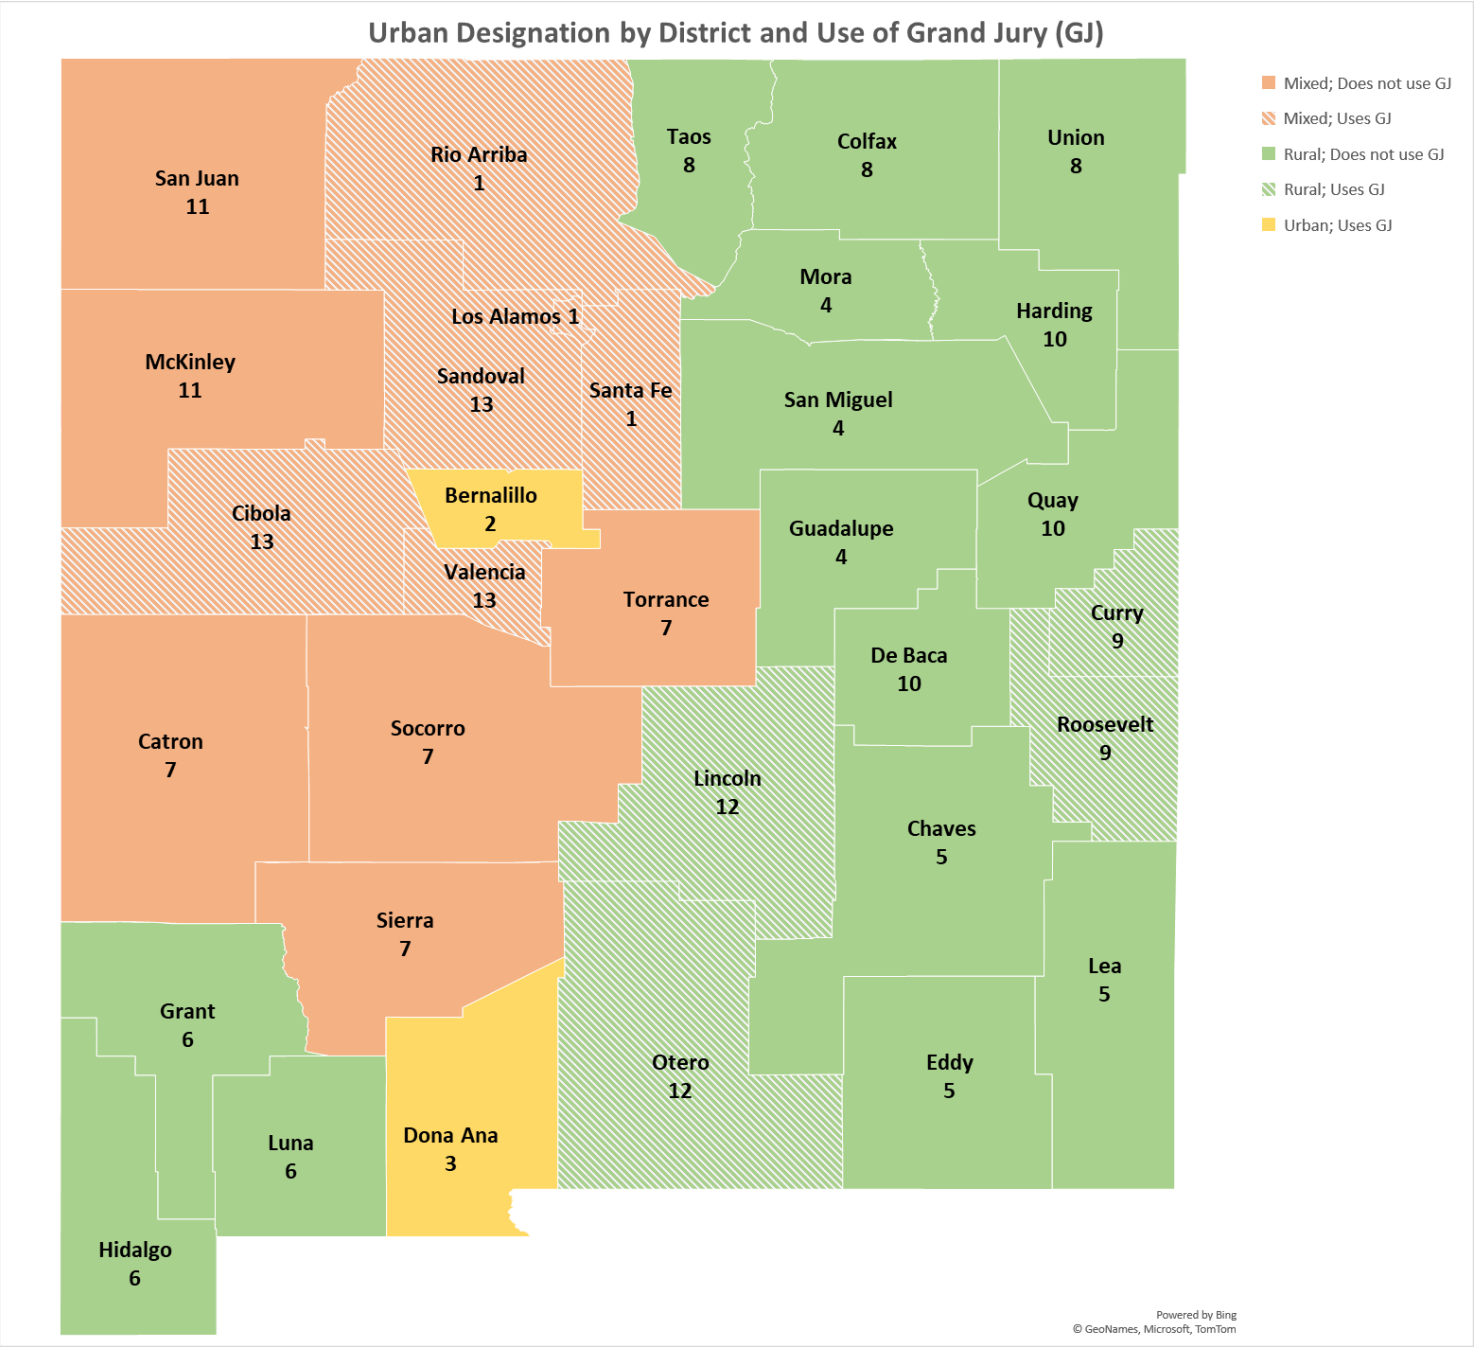 Urban Designation by District and Use of Grand Jury (GJ)
Mixed; Does not use GJ
Mixed; Uses GJ
Rural; Does not use GJ
Rural; Uses GJ
Urban; Uses GJ
San Juan
11
Rio Arriba
1
Taos
8
Colfax
8
Union
8
Mora
4
Harding
10
Los Alamos 1
McKinley
11
Sandoval
13
Santa Fe
1
San Miguel
4
Cibola
13
Bernalillo
2
Guadalupe
4
Quay
10
Valencia
13
Torrance
7
Curry
9
De Baca
10
Roosevelt
9
Catron
7
Socorro
7
Lincoln
12
Chaves
5
Sierra
7
Lea
5
Grant
6
Otero
12
Eddy
5
Luna
6
Dona Ana
3
Hidalgo
6
Powered by Bing
© GeoNames, Microsoft, TomTom